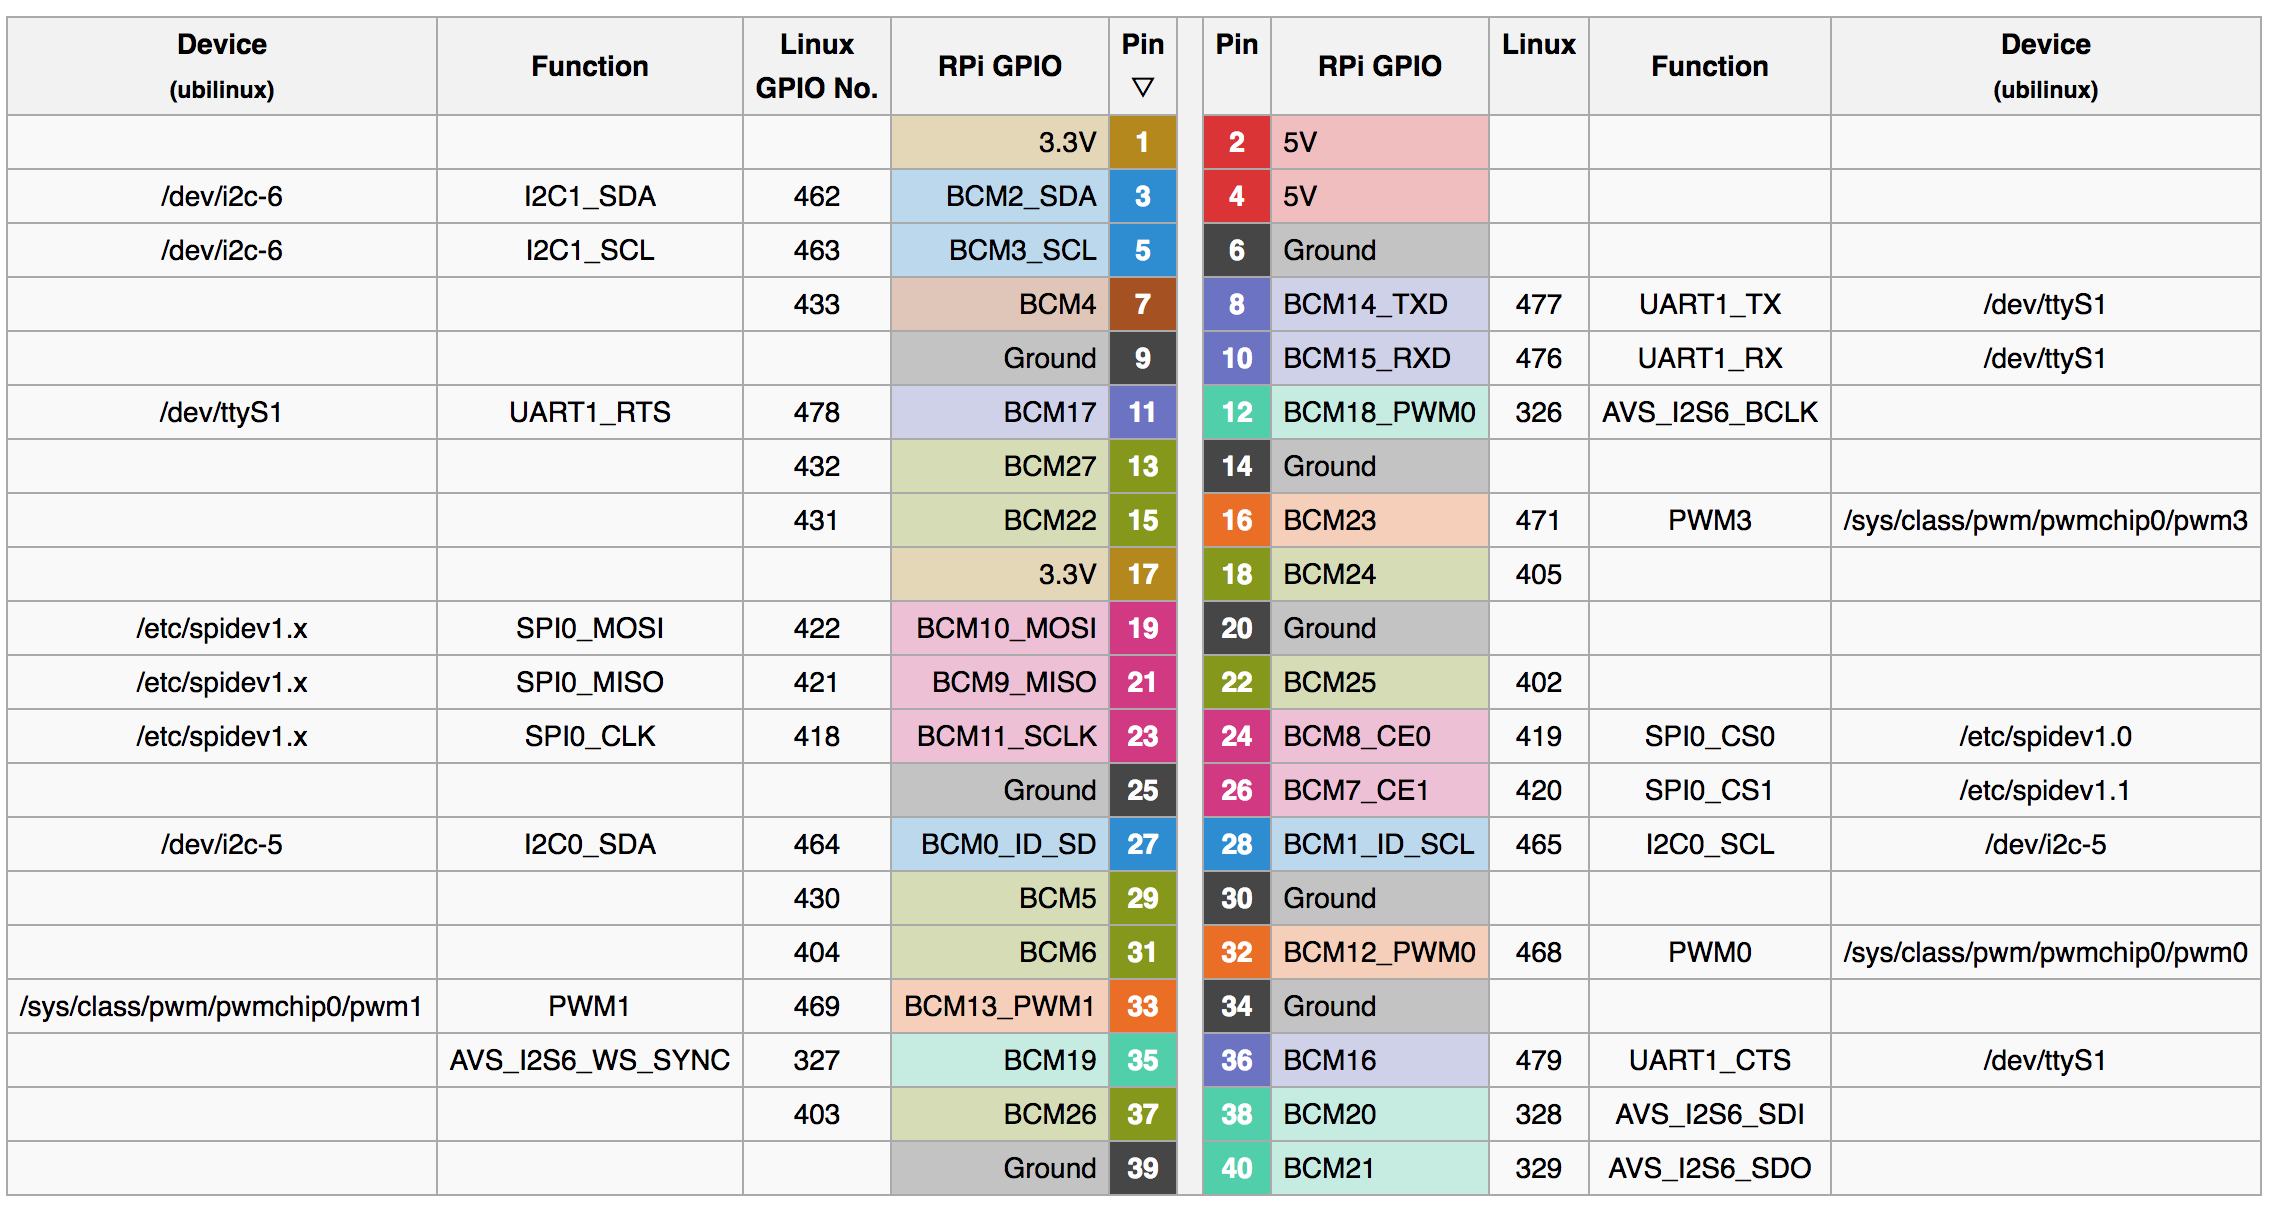 Device (ubilinux) Function Linux GPIO No. RPi GPIO Pin ▽ Pin RPi GPIO Linux Function Device (ubilinux)
3.3V 1 2 5V
/dev/i2c-6 I2C1_SDA 462 BCM2_SDA 3 4 5V
/dev/i2c-6 I2C1_SCL 463 BCM3_SCL 5 6 Ground
433 BCM4 7 8 BCM14_TXD 477 UART1_TX /dev/ttyS1
Ground 9 10 BCM15_RXD 476 UART1_RX /dev/ttyS1
/dev/ttyS1 UART1_RTS 478 BCM17 11 12 BCM18_PWM0 326 AVS_I2S6_BCLK
432 BCM27 13 14 Ground
431 BCM22 15 16 BCM23 471 PWM3 /sys/class/pwm/pwmchip0/pwm3
3.3V 17 18 BCM24 405
/etc/spidev1.x SPI0_MOSI 422 BCM10_MOSI 19 20 Ground
/etc/spidev1.x SPI0_MISO 421 BCM9_MISO 21 22 BCM25 402
/etc/spidev1.x SPI0_CLK 418 BCM11_SCLK 23 24 BCM8_CE0 419 SPI0_CS0 /etc/spidev1.0
Ground 25 26 BCM7_CE1 420 SPI0_CS1 /etc/spidev1.1
/dev/i2c-5 I2C0_SDA 464 BCM0_ID_SD 27 28 BCM1_ID_SCL 465 I2C0_SCL /dev/i2c-5
430 BCM5 29 30 Ground
404 BCM6 31 32 BCM12_PWM0 468 PWM0 /sys/class/pwm/pwmchip0/pwm0
/sys/class/pwm/pwmchip0/pwm1 PWM1 469 BCM13_PWM1 33 34 Ground
AVS_I2S6_WS_SYNC 327 BCM19 35 36 BCM16 479 UART1_CTS /dev/ttyS1
403 BCM26 37 38 BCM20 328 AVS_I2S6_SDI
Ground 39 40 BCM21 329 AVS_I2S6_SDO